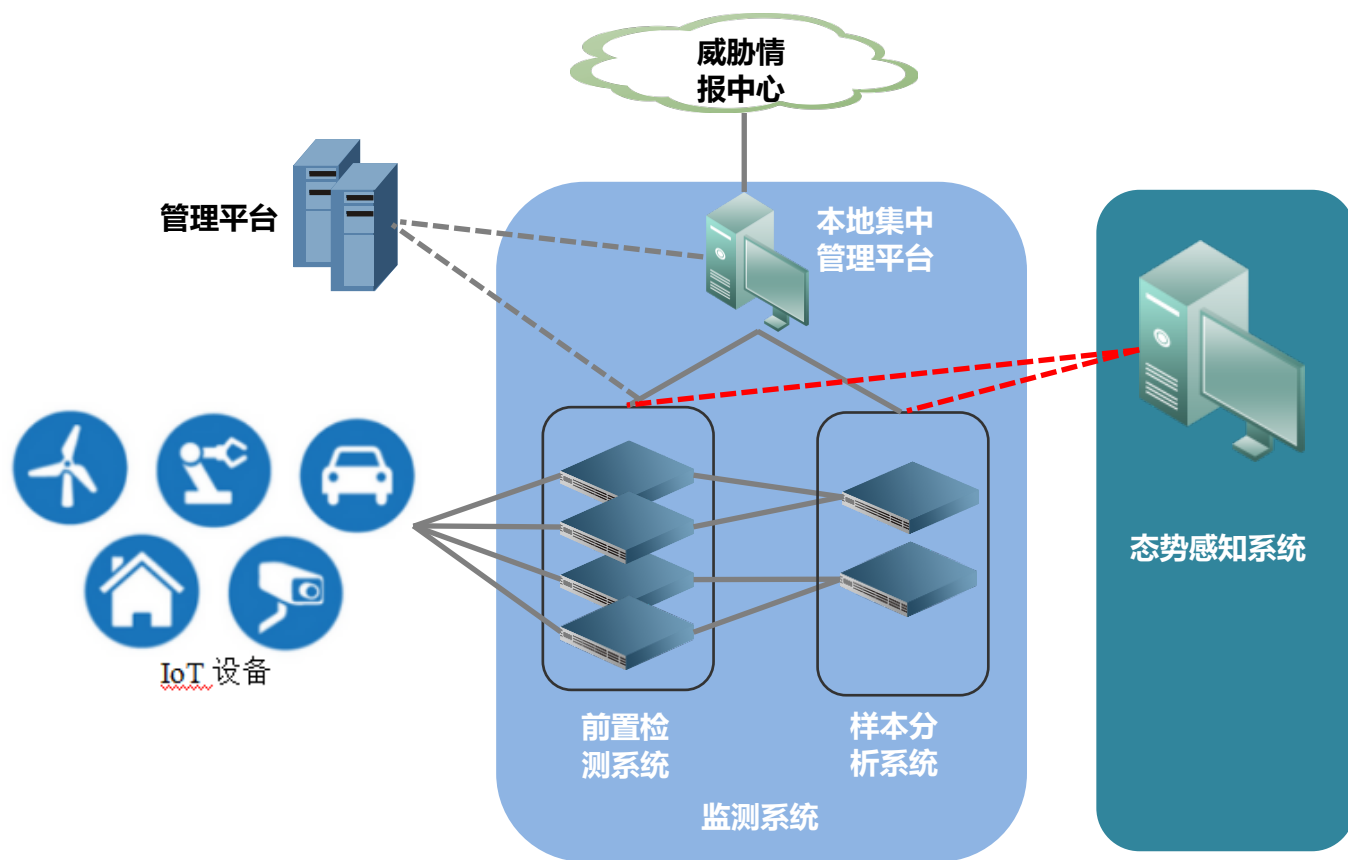 威胁情
报中心
管理平台
本地集中
管理平台
态势感知系统
IoT 设备
前置检
测系统
样本分
析系统
监测系统